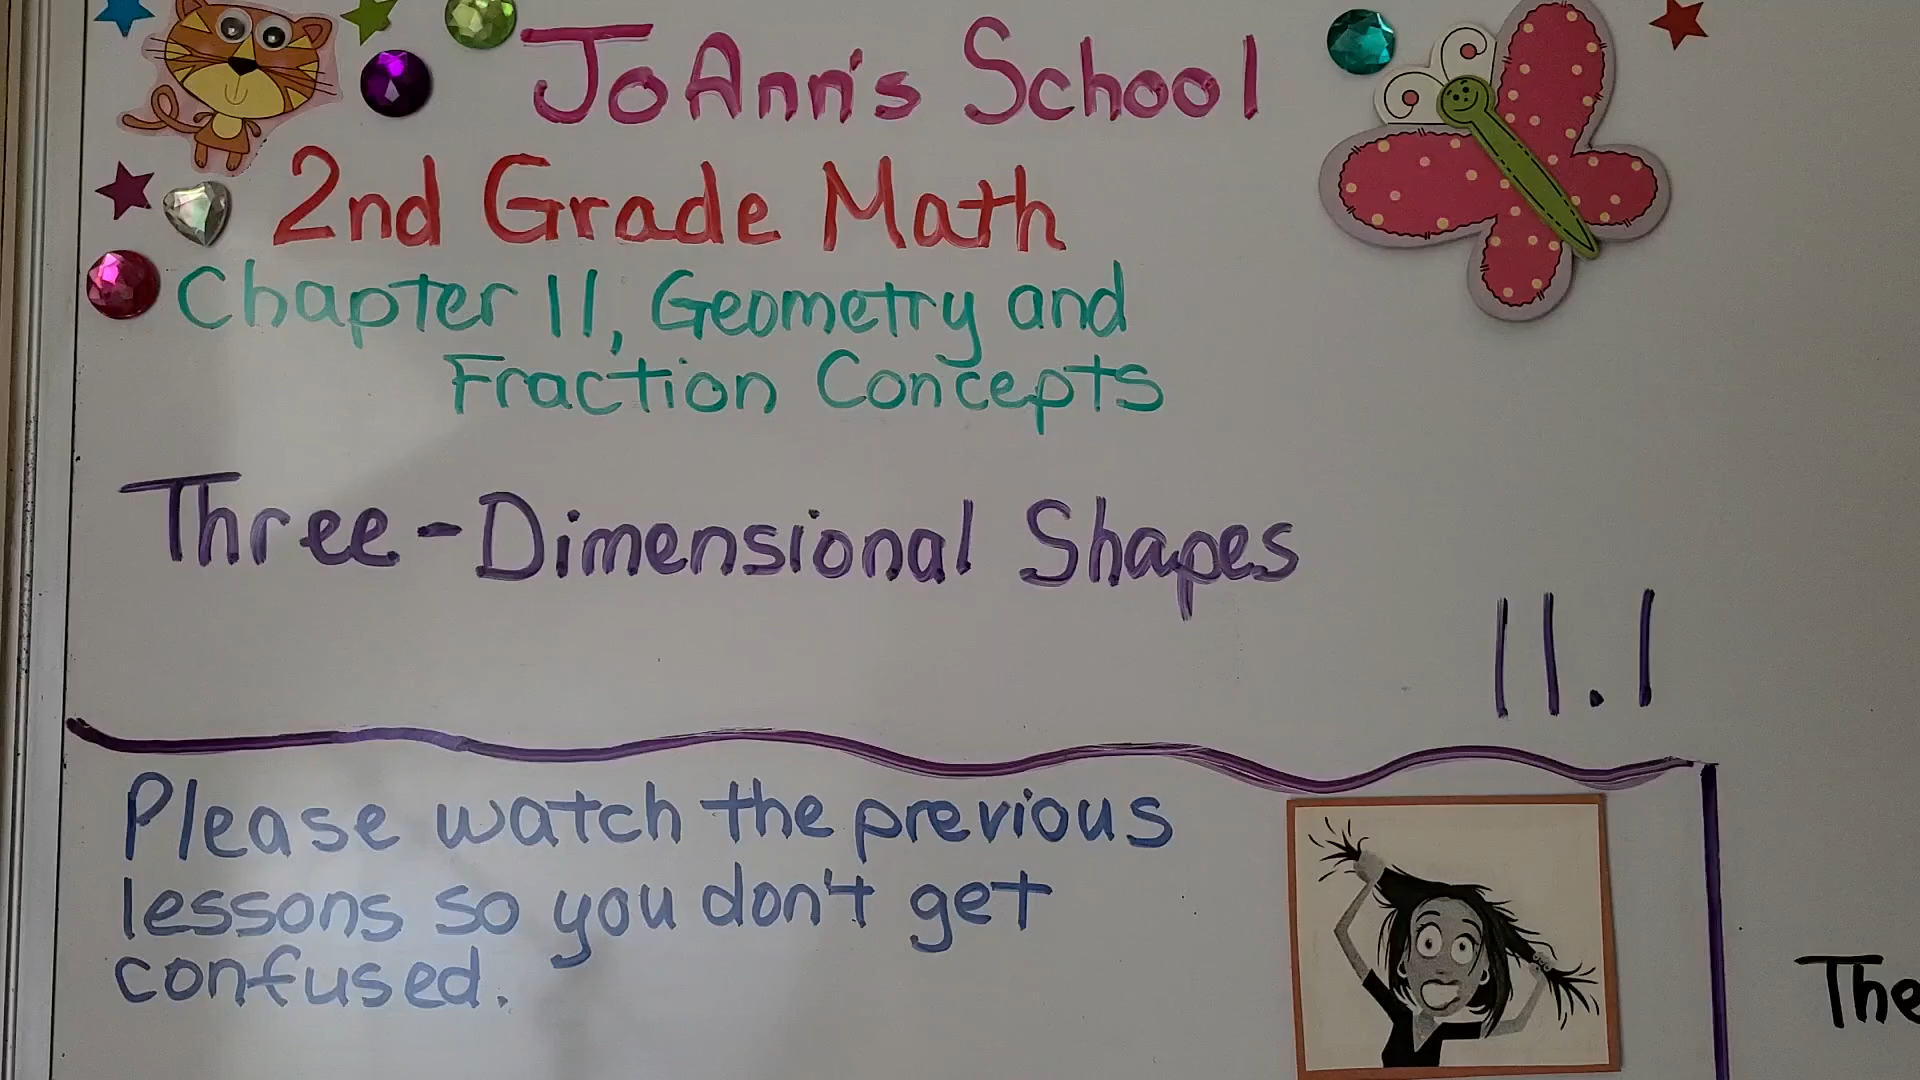 JoAnn's School
2nd Grade Math
Chapter 11, Geometry and
Fraction Concepts
Three-Dimensional Shapes
11.1
Please watch the previous
lessons so you don't get
confused.
The